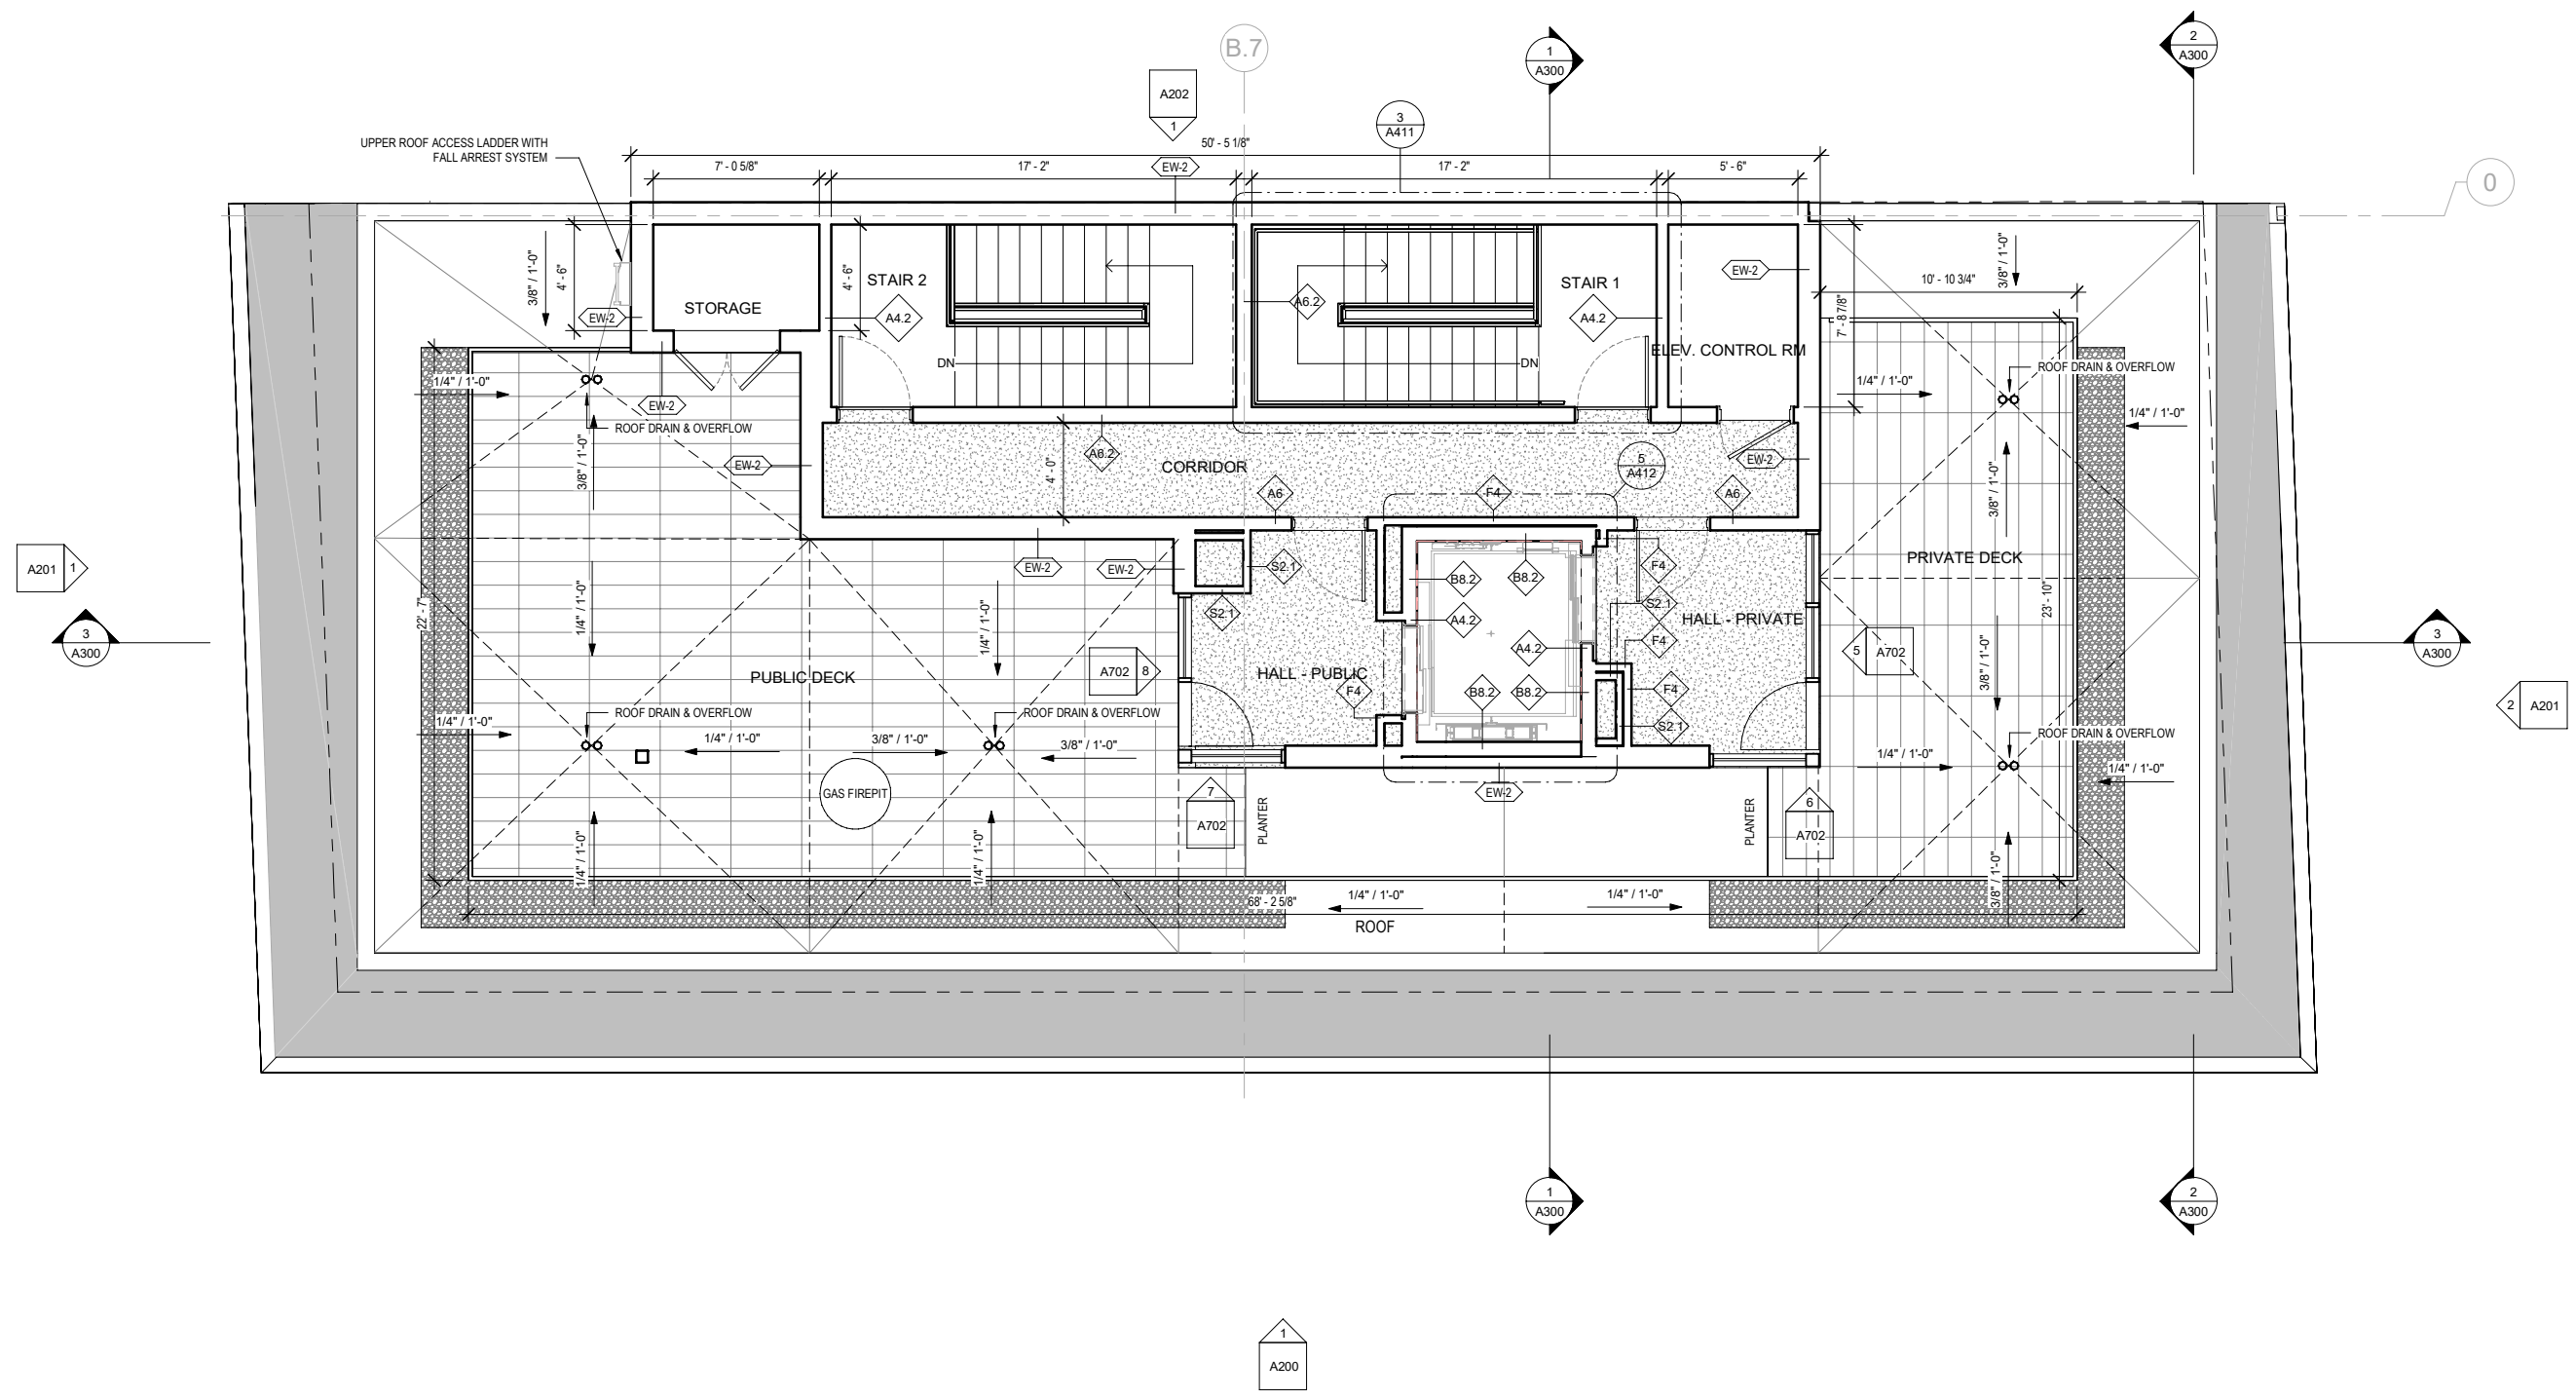 B.7
1
A300
2
A300
A202
1
3
A411
UPPER ROOF ACCESS LADDER WITH
FALL ARREST SYSTEM
50' - 5 1/8"
7' - 0 5/8"
17' - 2"
EW-2
17' - 2"
5' - 6"
0
3/8" / 1'-0"
4' - 6"
EW-2
STORAGE
4' - 6"
STAIR 2
A4.2
DN
A6.2
STAIR 1
A4.2
DN
EW-2
ELEV. CONTROL RM
7' - 8 7/8"
10' - 10 3/4"
3/8" / 1'-0"
1/4" / 1'-0"
EW-2
ROOF DRAIN & OVERFLOW
3/8" / 1'-0"
EW-2
A6.2
4' - 0"
CORRIDOR
A6
F4
5
A412
A6
EW-2
1/4" / 1'-0"
ROOF DRAIN & OVERFLOW
1/4" / 1'-0"
3/8" / 1'-0"
A201
1
3
A300
22' - 7"
1/4" / 1'-0"
1/4" / 1'-0"
EW-2
EW-2
S2.1
S2.1
B8.2
B8.2
A4.2
A4.2
B8.2
B8.2
F4
S2.1
F4
F4
S2.1
HALL - PRIVATE
PRIVATE DECK
23' - 10"
5
A702
3/8" / 1'-0"
3
A300
2
A201
PUBLIC DECK
A702
8
HALL - PUBLIC
F4
1/4" / 1'-0"
ROOF DRAIN & OVERFLOW
1/4" / 1'-0"
3/8" / 1'-0"
ROOF DRAIN & OVERFLOW
3/8" / 1'-0"
GAS FIREPIT
7
A702
PLANTER
EW-2
PLANTER
6
A702
1/4" / 1'-0"
ROOF DRAIN & OVERFLOW
1/4" / 1'-0"
1/4" / 1'-0"
1/4" / 1'-0"
3/8" / 1'-0"
68' - 2 5/8"
1/4" / 1'-0"
1/4" / 1'-0"
ROOF
1
A300
2
A300
1
A200